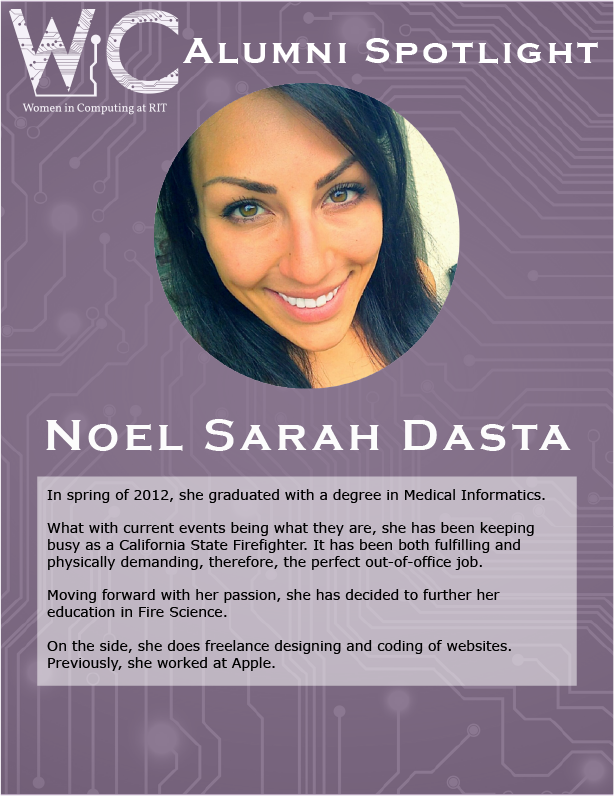 WiC
Alumni Spotlight
Women in Computing at RIT
Noel Sarah Dasta
In spring of 2012, she graduated with a degree in Medical Informatics.
What with current events being what they are, she has been keeping
busy as a California State Firefighter. It has been both fulfilling and
physically demanding, therefore, the perfect out-of-office job.
Moving forward with her passion, she has decided to further her
education in Fire Science.
On the side, she does freelance designing and coding of websites.
Previously, she worked at Apple.